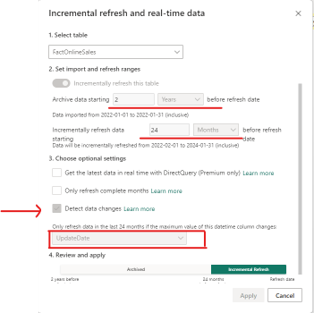 Incremental refresh and real-time data
1. Select table
FactOnlineSales
2. Set import and refresh ranges
Incrementally refresh this table
Archive data starting 2 Years before refresh date
Data imported from 2022-01-01 to 2022-01-31 (inclusive)
Incrementally refresh data starting 24 Months before refresh date
Data will be incrementally refreshed from 2022-02-01 to 2024-01-31 (inclusive)
3. Choose optional settings
Get the latest data in real time with DirectQuery (Premium only) Learn more
Only refresh complete months Learn more
Detect data changes Learn more
Only refresh data in the last 24 months if the maximum value of this datetime column changes:
UpdateDate
4. Review and apply
Archived Incremental Refresh
2 years before 24 months before Refresh date
Apply Cancel